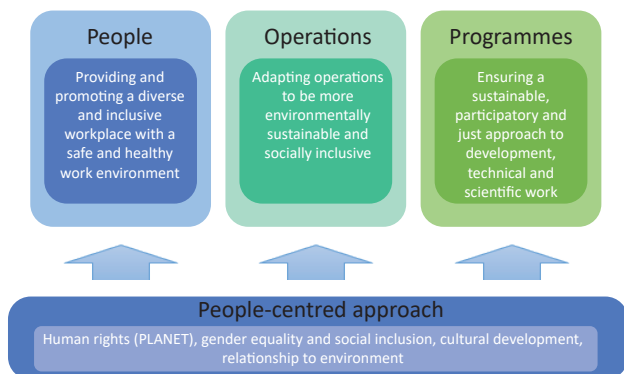 People
Providing and
promoting a diverse
and inclusive
workplace with a
safe and healthy
work environment
Operations
Adapting operations
to be more
environmentally
sustainable and
socially inclusive
Programmes
Ensuring a
sustainable,
participatory and
just approach to
development,
technical and
scientific work
People-centred approach
Human rights (PLANET), gender equality and social inclusion, cultural development,
relationship to environment